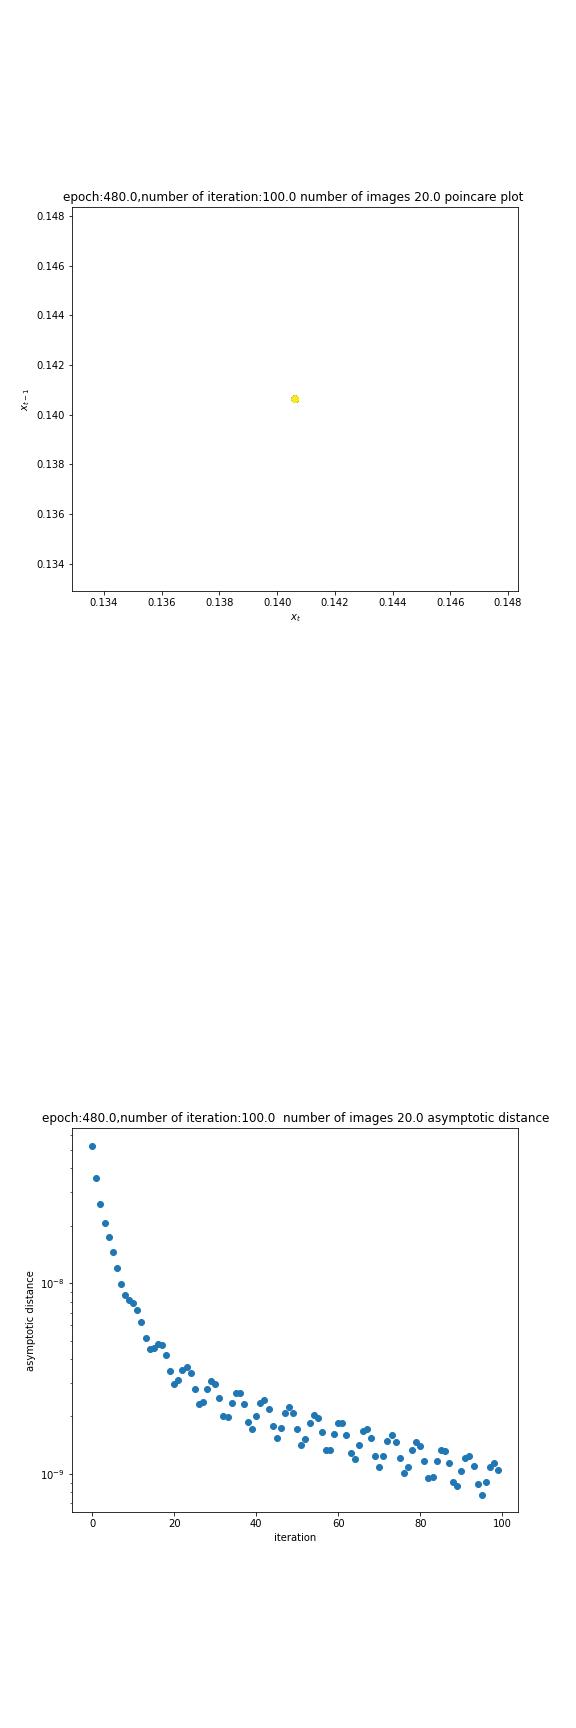 epoch:480.0,number of iteration:100.0 number of images 20.0 poincare plot
0.148
0.146
0.144
0.142
0.140
0.138
0.136
0.134
x_{t-1}
0.134 0.136 0.138 0.140 0.142 0.144 0.146 0.148
x_t
epoch:480.0,number of iteration:100.0  number of images 20.0 asymptotic distance
10⁻⁸
10⁻⁹
asymptotic distance
0 20 40 60 80 100
iteration